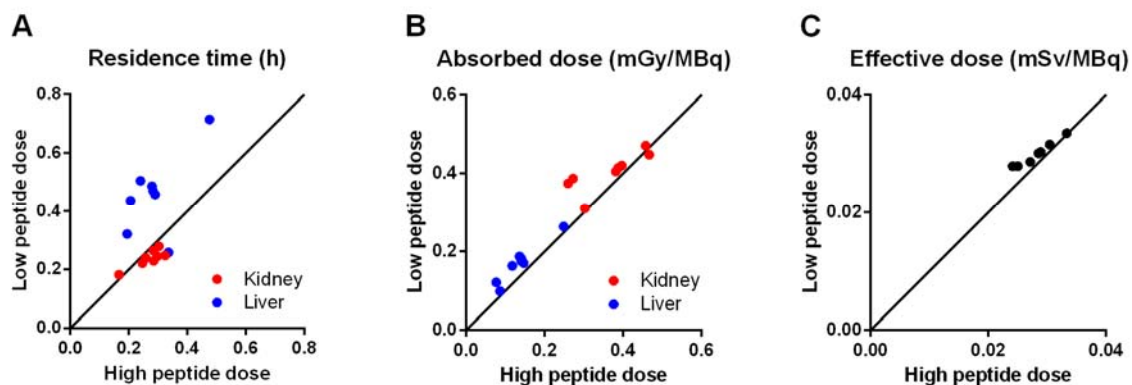 A
Residence time (h)
Low peptide dose
0.8
0.6
0.4
0.2
0.0
Kidney
Liver
0.0 0.2 0.4 0.6 0.8
High peptide dose
B
Absorbed dose (mGy/MBq)
Low peptide dose
0.6
0.4
0.2
0.0
Kidney
Liver
0.0 0.2 0.4 0.6
High peptide dose
C
Effective dose (mSv/MBq)
Low peptide dose
0.04
0.02
0.00
0.00 0.02 0.04
High peptide dose